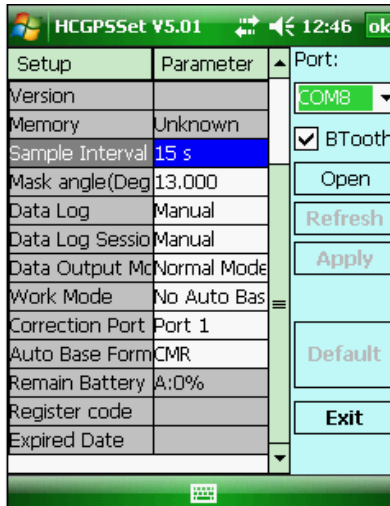 HCGPSSet V5.01 12:46 ok
Setup Parameter
Port:
Version
COM8
Memory Unknown
BTooth
Sample Interval 15 s
Mask angle(Deg 13.000
Open
Data Log Manual
Refresh
Data Log Sessio Manual
Apply
Data Output Mo Normal Mode
Work Mode No Auto Bas
Correction Port Port 1
Auto Base Form CMR
Default
Remain Battery A:0%
Register code
Exit
Expired Date